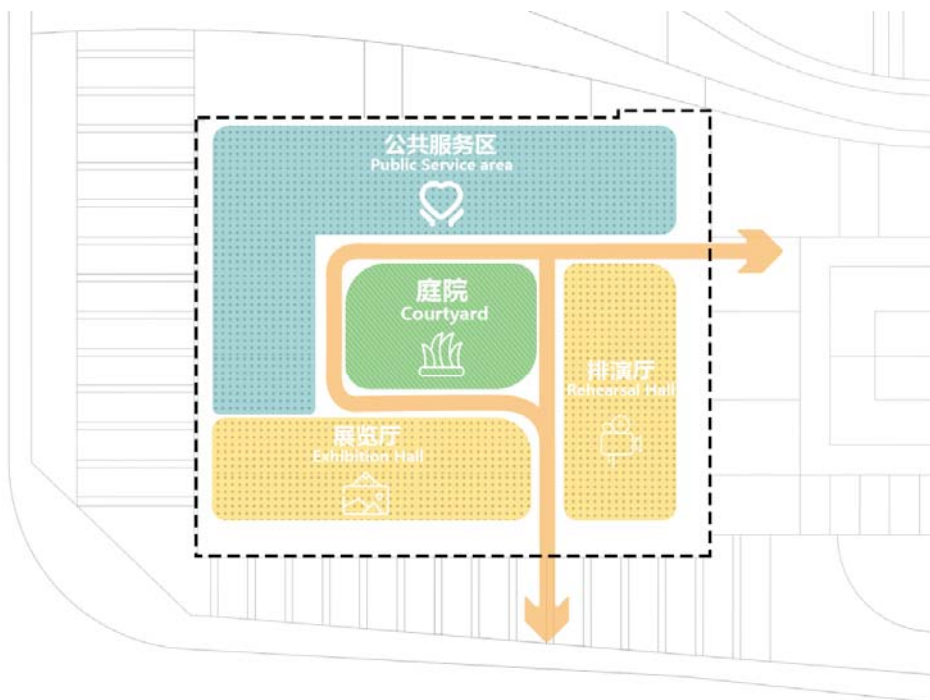 公共服务区
Public Service area
庭院
Courtyard
排演厅
Rehearsal Hall
展览厅
Exhibition Hall